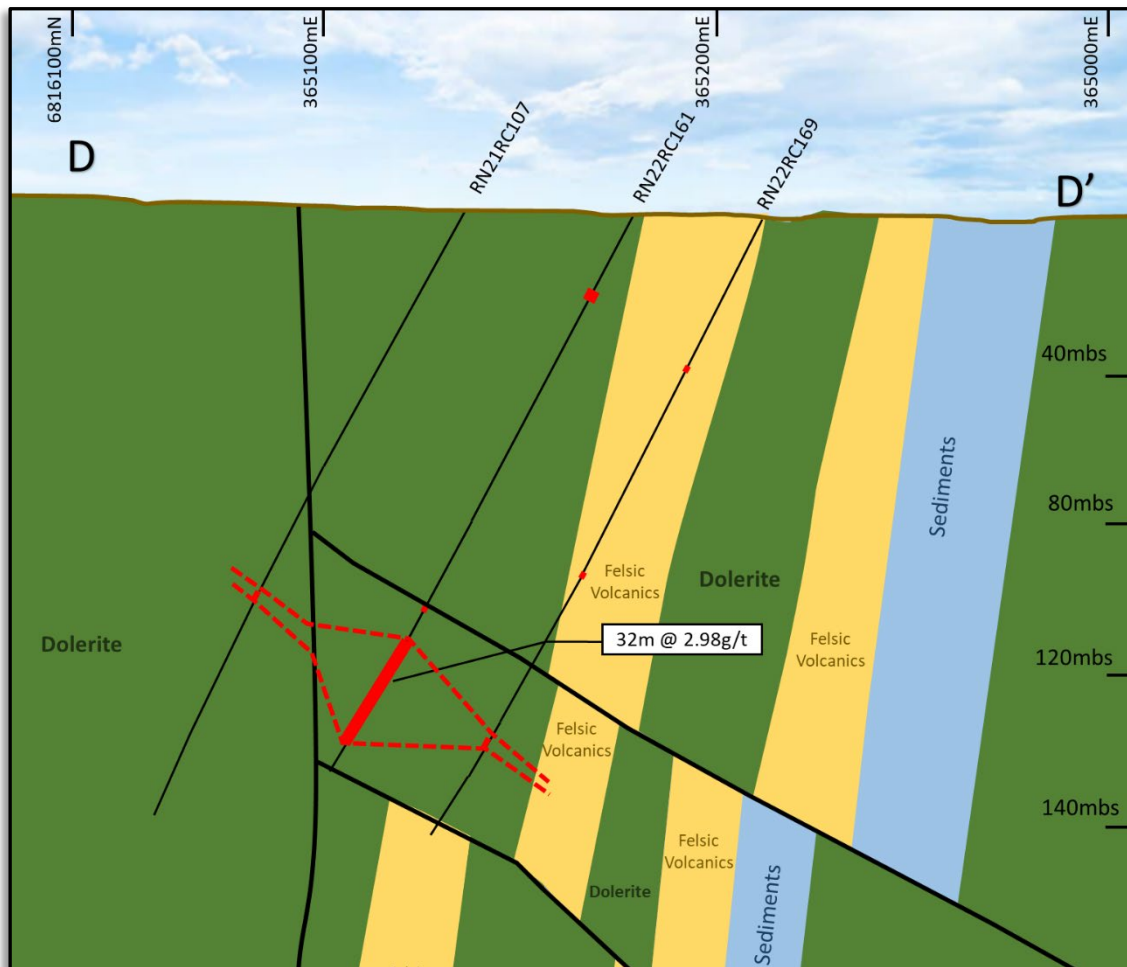 6816100mN
365100mE
365200mE
365000mE
D
D’
RN21RC107
RN22RC161
RN22RC169
40mbs
Sediments
80mbs
Felsic
Volcanics
Dolerite
Dolerite
32m @ 2.98g/t
Felsic
Volcanics
120mbs
Felsic
Volcanics
140mbs
Felsic
Volcanics
Dolerite
Sediments